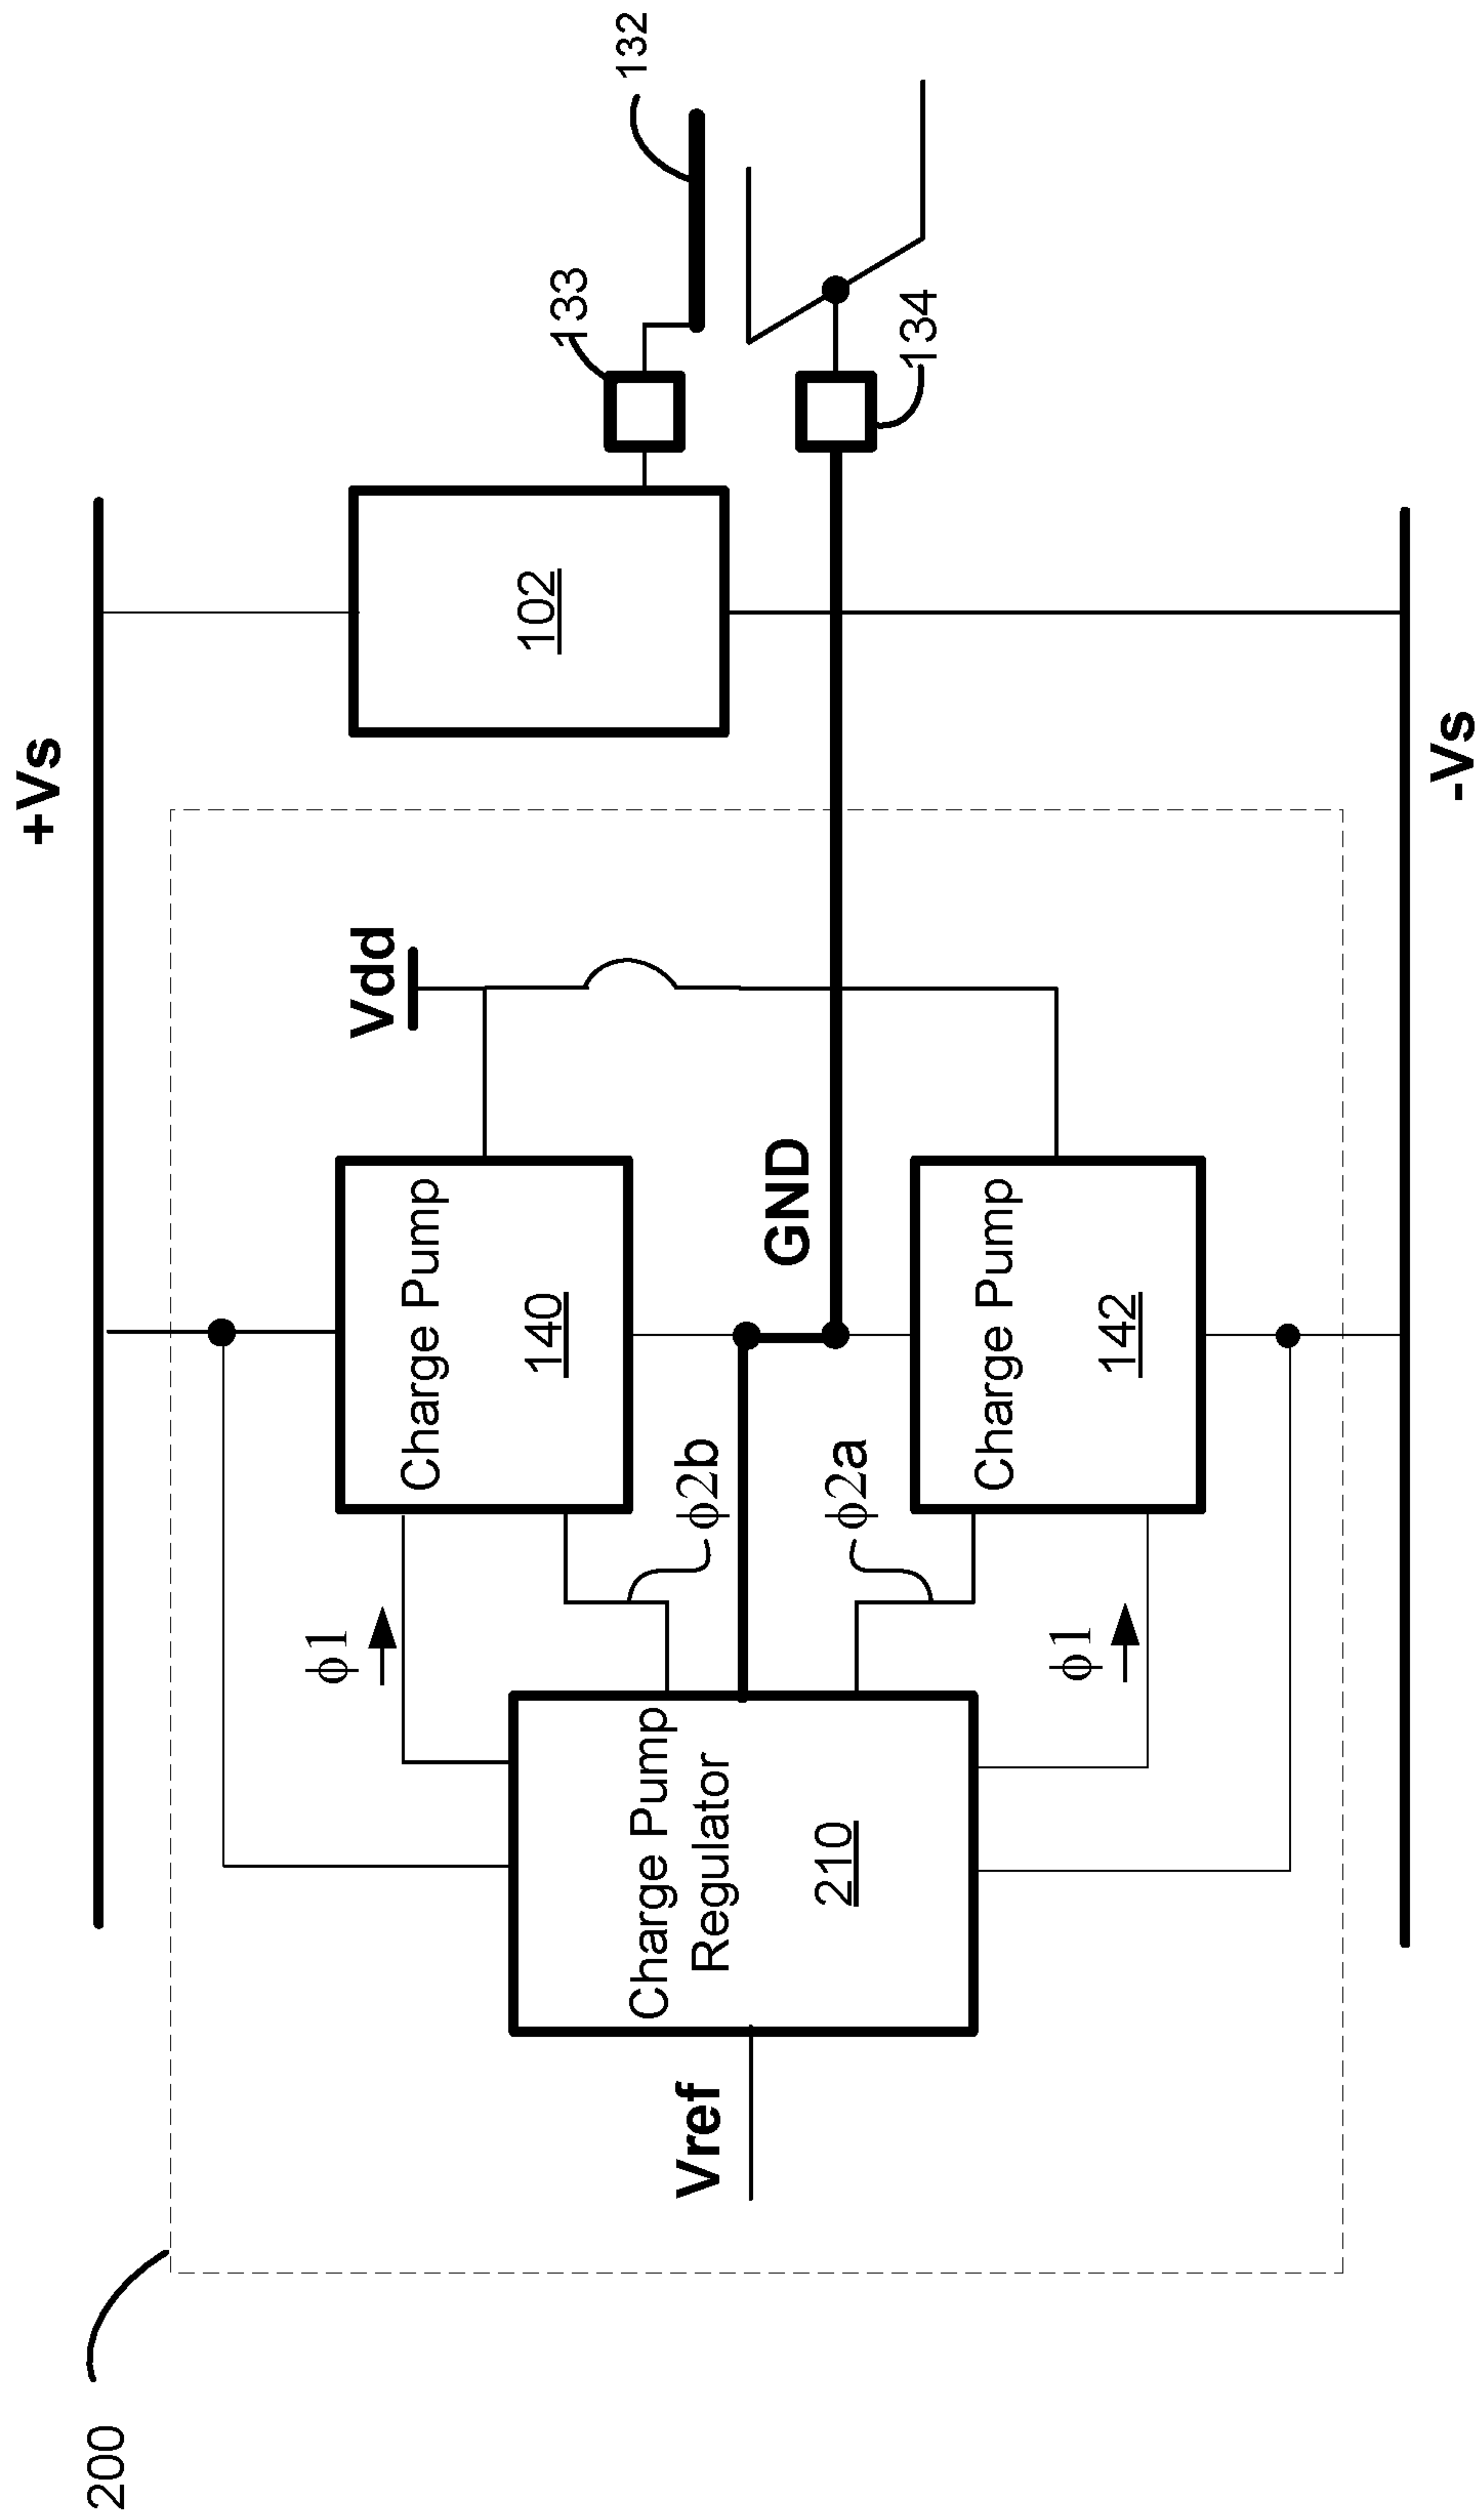 200
+Vs
Vdd
Charge Pump
140
102
133
132
ϕ1
ϕ2b
GND
Vref
Charge Pump
Regulator
210
ϕ2a
134
Charge Pump
142
ϕ1
-Vs